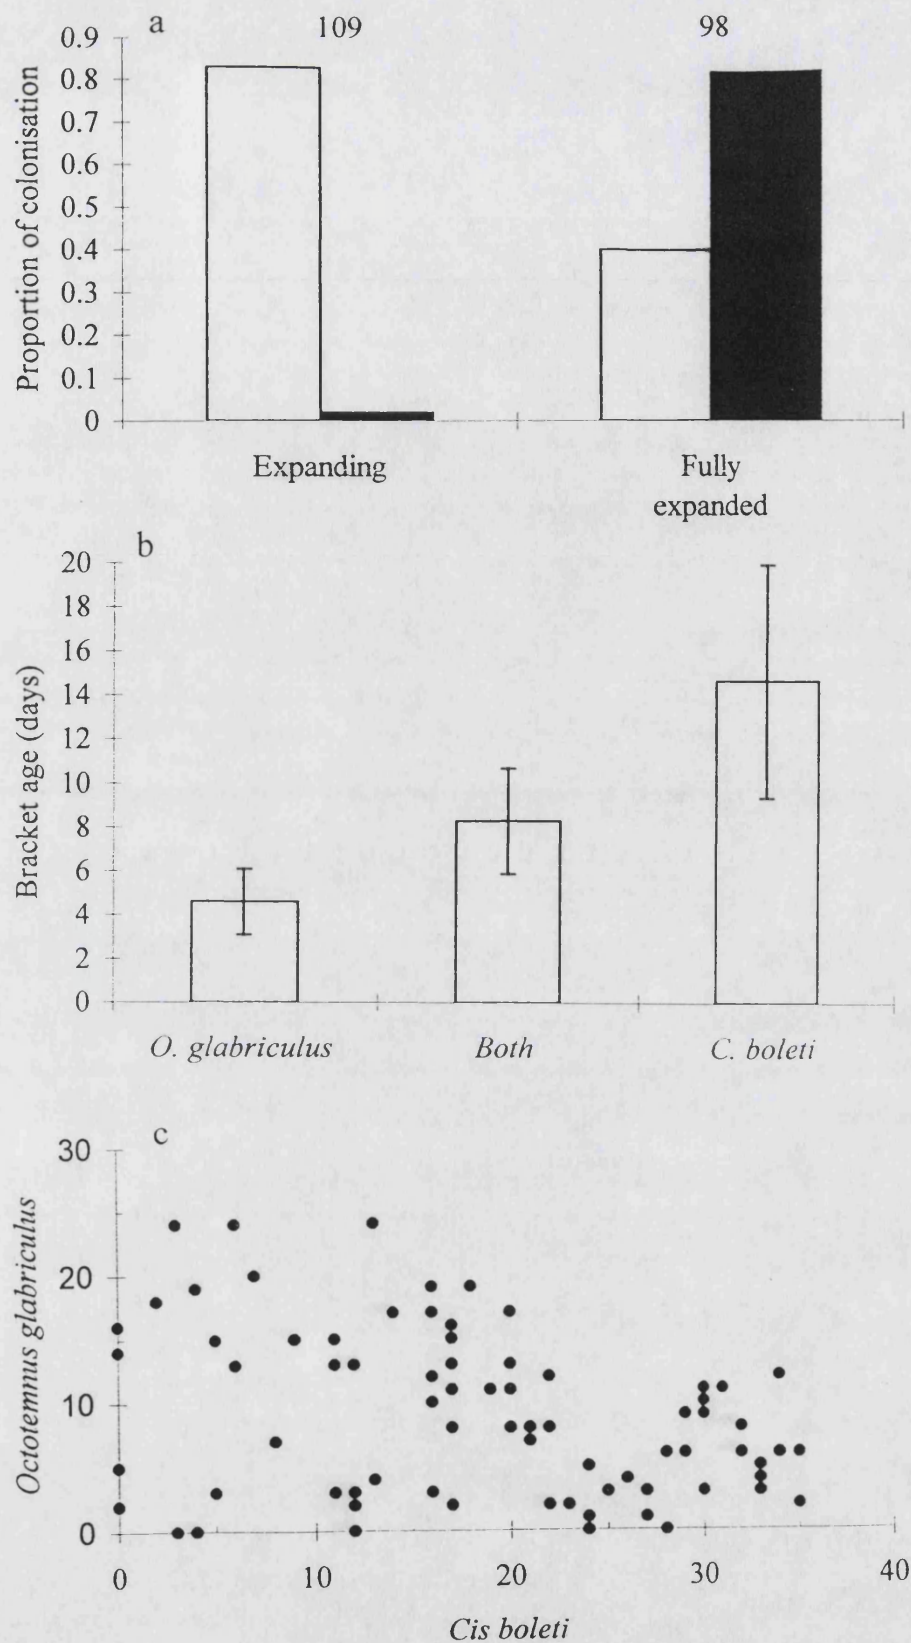 a
109
98
0.9
0.8
0.7
0.6
0.5
0.4
0.3
0.2
0.1
0
Proportion of colonisation
Expanding
Fully
expanded
b
20
18
16
14
12
10
8
6
4
2
0
Bracket age (days)
O. glabriculus
Both
C. boleti
c
30
20
10
0
Octotemnus glabriculus
0
10
20
30
40
Cis boleti